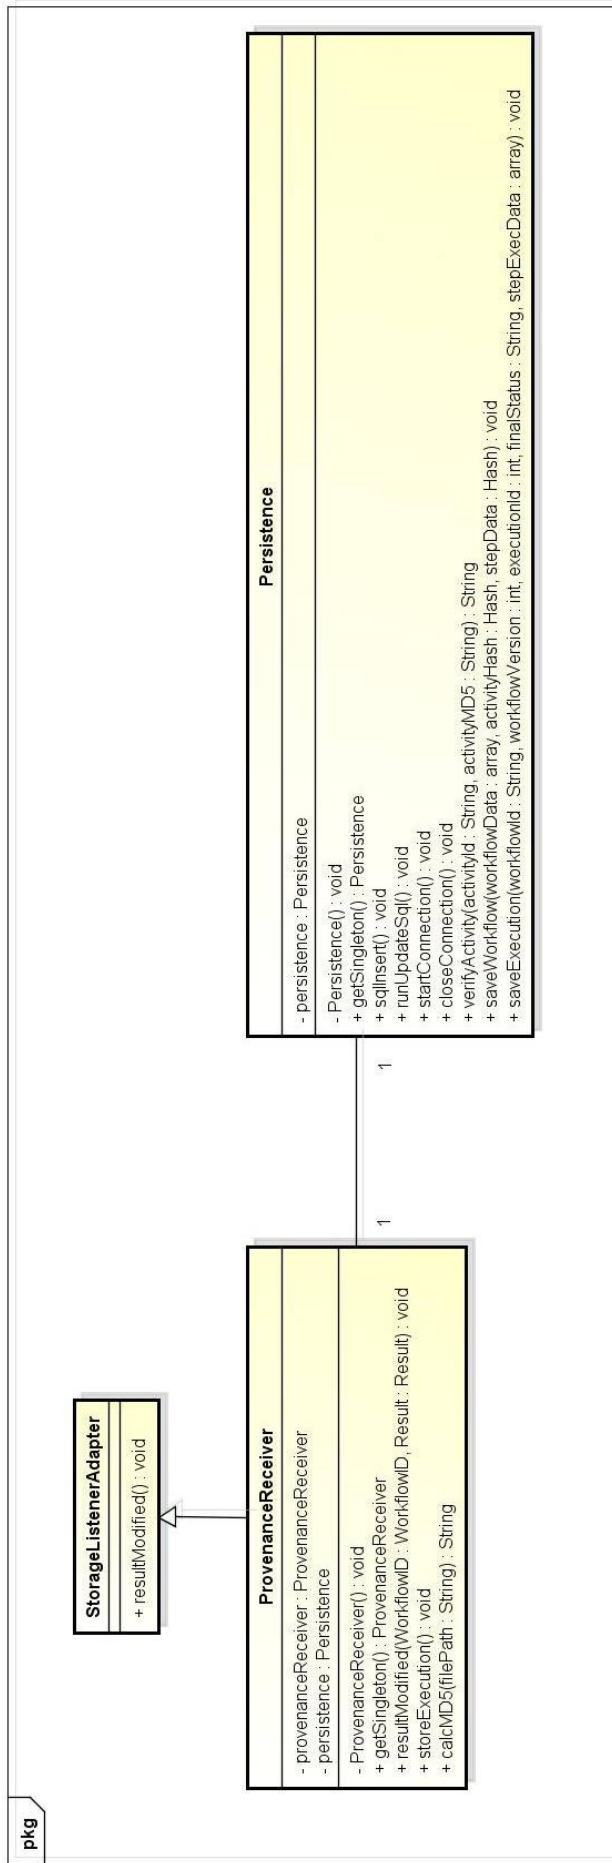 pkg
StorageListenerAdapter
+ resultModified() : void
ProvenanceReceiver
- provenanceReceiver : ProvenanceReceiver
- persistence : Persistence
- ProvenanceReceiver() : void
+ getSingleton() : ProvenanceReceiver
+ resultModified(WorkflowID : WorkflowID, Result : Result) : void
+ storeExecution() : void
+ calcMD5(filePath : String) : String
1
1
Persistence
- persistence : Persistence
- Persistence() : void
+ getSingleton() : Persistence
+ sqlInsert() : void
+ runUpdateSql() : void
+ startConnection() : void
+ closeConnection() : void
+ verifyActivity(activityId : String, activityMD5 : String) : String
+ saveWorkflow(workflowData : array, activityHash : Hash, stepData : Hash) : void
+ saveExecution(workflowId : String, workflowVersion : int, executionId : int, finalStatus : String, stepExecData : array) : void